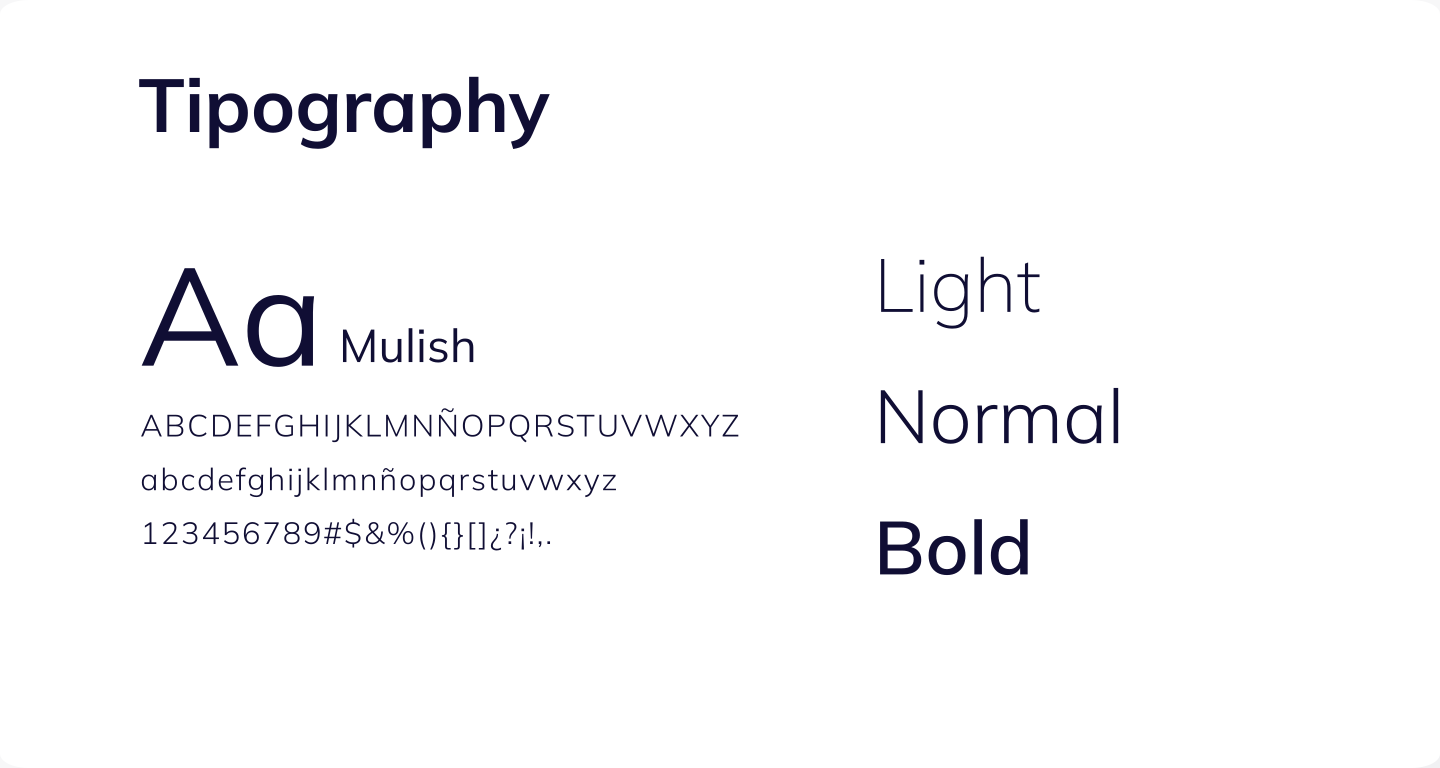 Tipography
Aa Mulish
ABCDEFGHIJKLMNÑOPQRSTUVWXYZ
abcdefghijklmnñopqrstuvwxyz
123456789#$&%(){}[]¿?¡!,.
Light
Normal
Bold